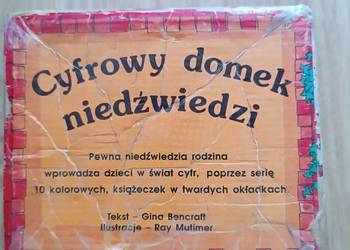 Cyfrowy domek
niedźwiedzi
Pewna niedźwiedzia rodzina
wprowadza dzieci w świat cyfr, poprzez serię
10 kolorowych, książeczek w twardych okładkach
Tekst - Gina Bencraft
Ilustracje - Ray Mutimer